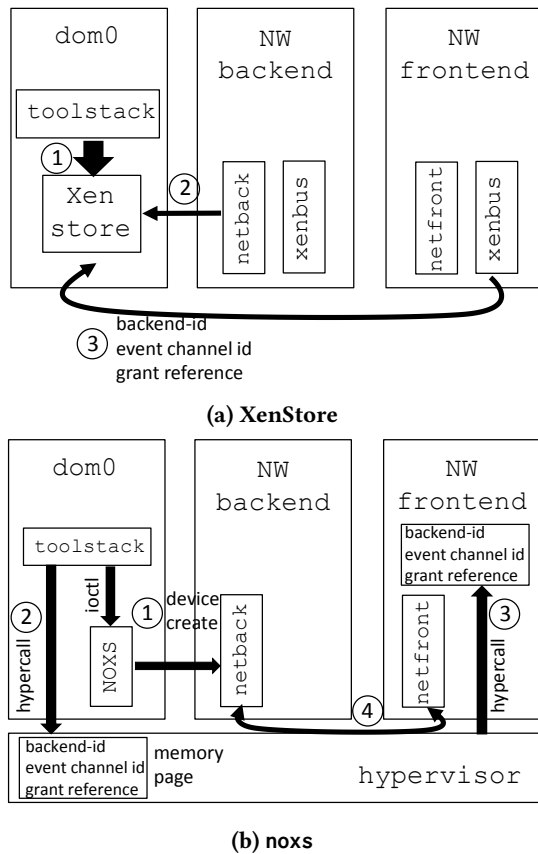 dom0
NW
backend
NW
frontend
toolstack
1
Xen
store
2
netback
xenbus
netfront
xenbus
3
backend-id
event channel id
grant reference
(a) XenStore
dom0
NW
backend
NW
frontend
backend-id
event channel id
grant reference
toolstack
2
hypercall
ioctl
1
device
create
NOXS
netback
netfront
3
hypercall
4
backend-id
event channel id
grant reference
memory
page
hypervisor
(b) noxs